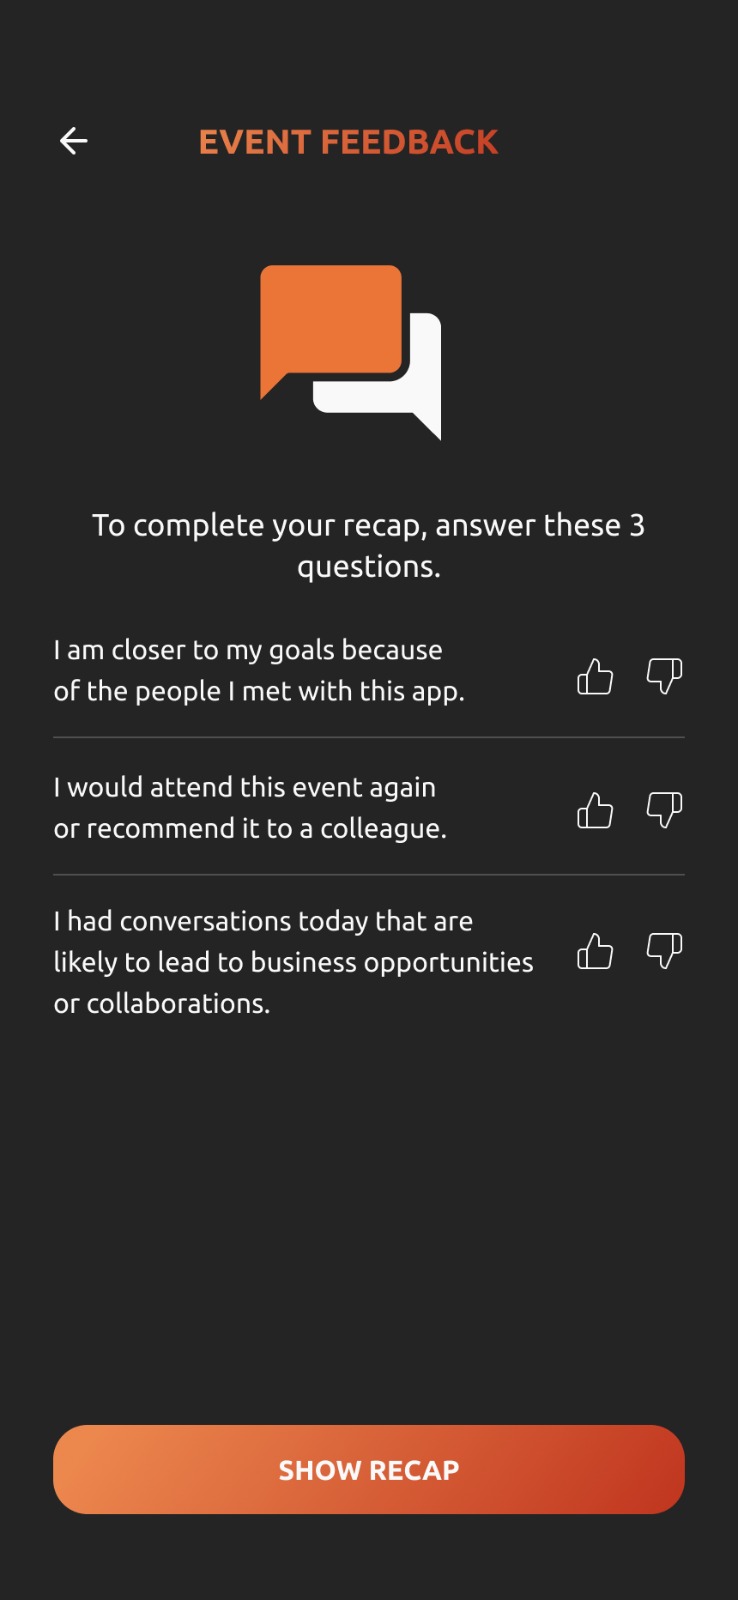 EVENT FEEDBACK
To complete your recap, answer these 3
questions.
I am closer to my goals because
of the people I met with this app.
I would attend this event again
or recommend it to a colleague.
I had conversations today that are
likely to lead to business opportunities
or collaborations.
SHOW RECAP